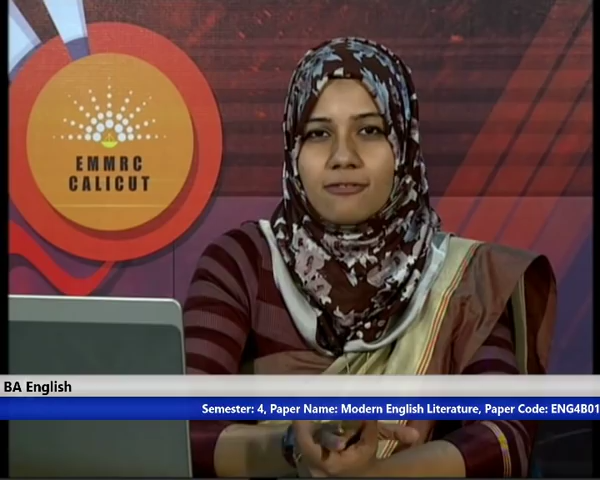 EMMRC
CALICUT
BA English
Semester: 4, Paper Name: Modern English Literature, Paper Code: ENG4B01